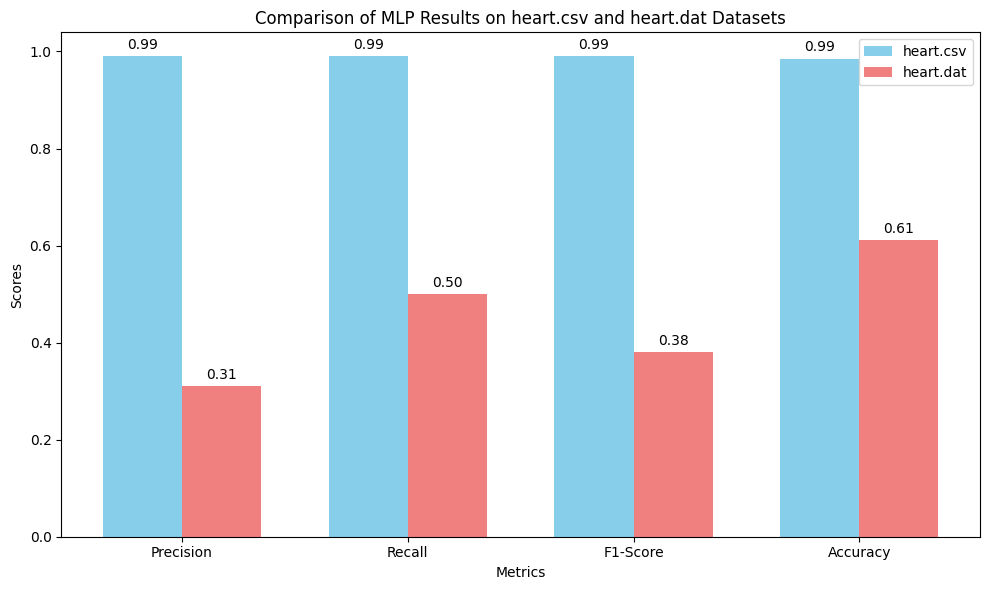 Comparison of MLP Results on heart.csv and heart.dat Datasets
heart.csv
heart.dat
0.99
0.99
0.99
0.99
0.31
0.50
0.38
0.61
1.0
0.8
0.6
0.4
0.2
0.0
Scores
Precision
Recall
F1-Score
Accuracy
Metrics